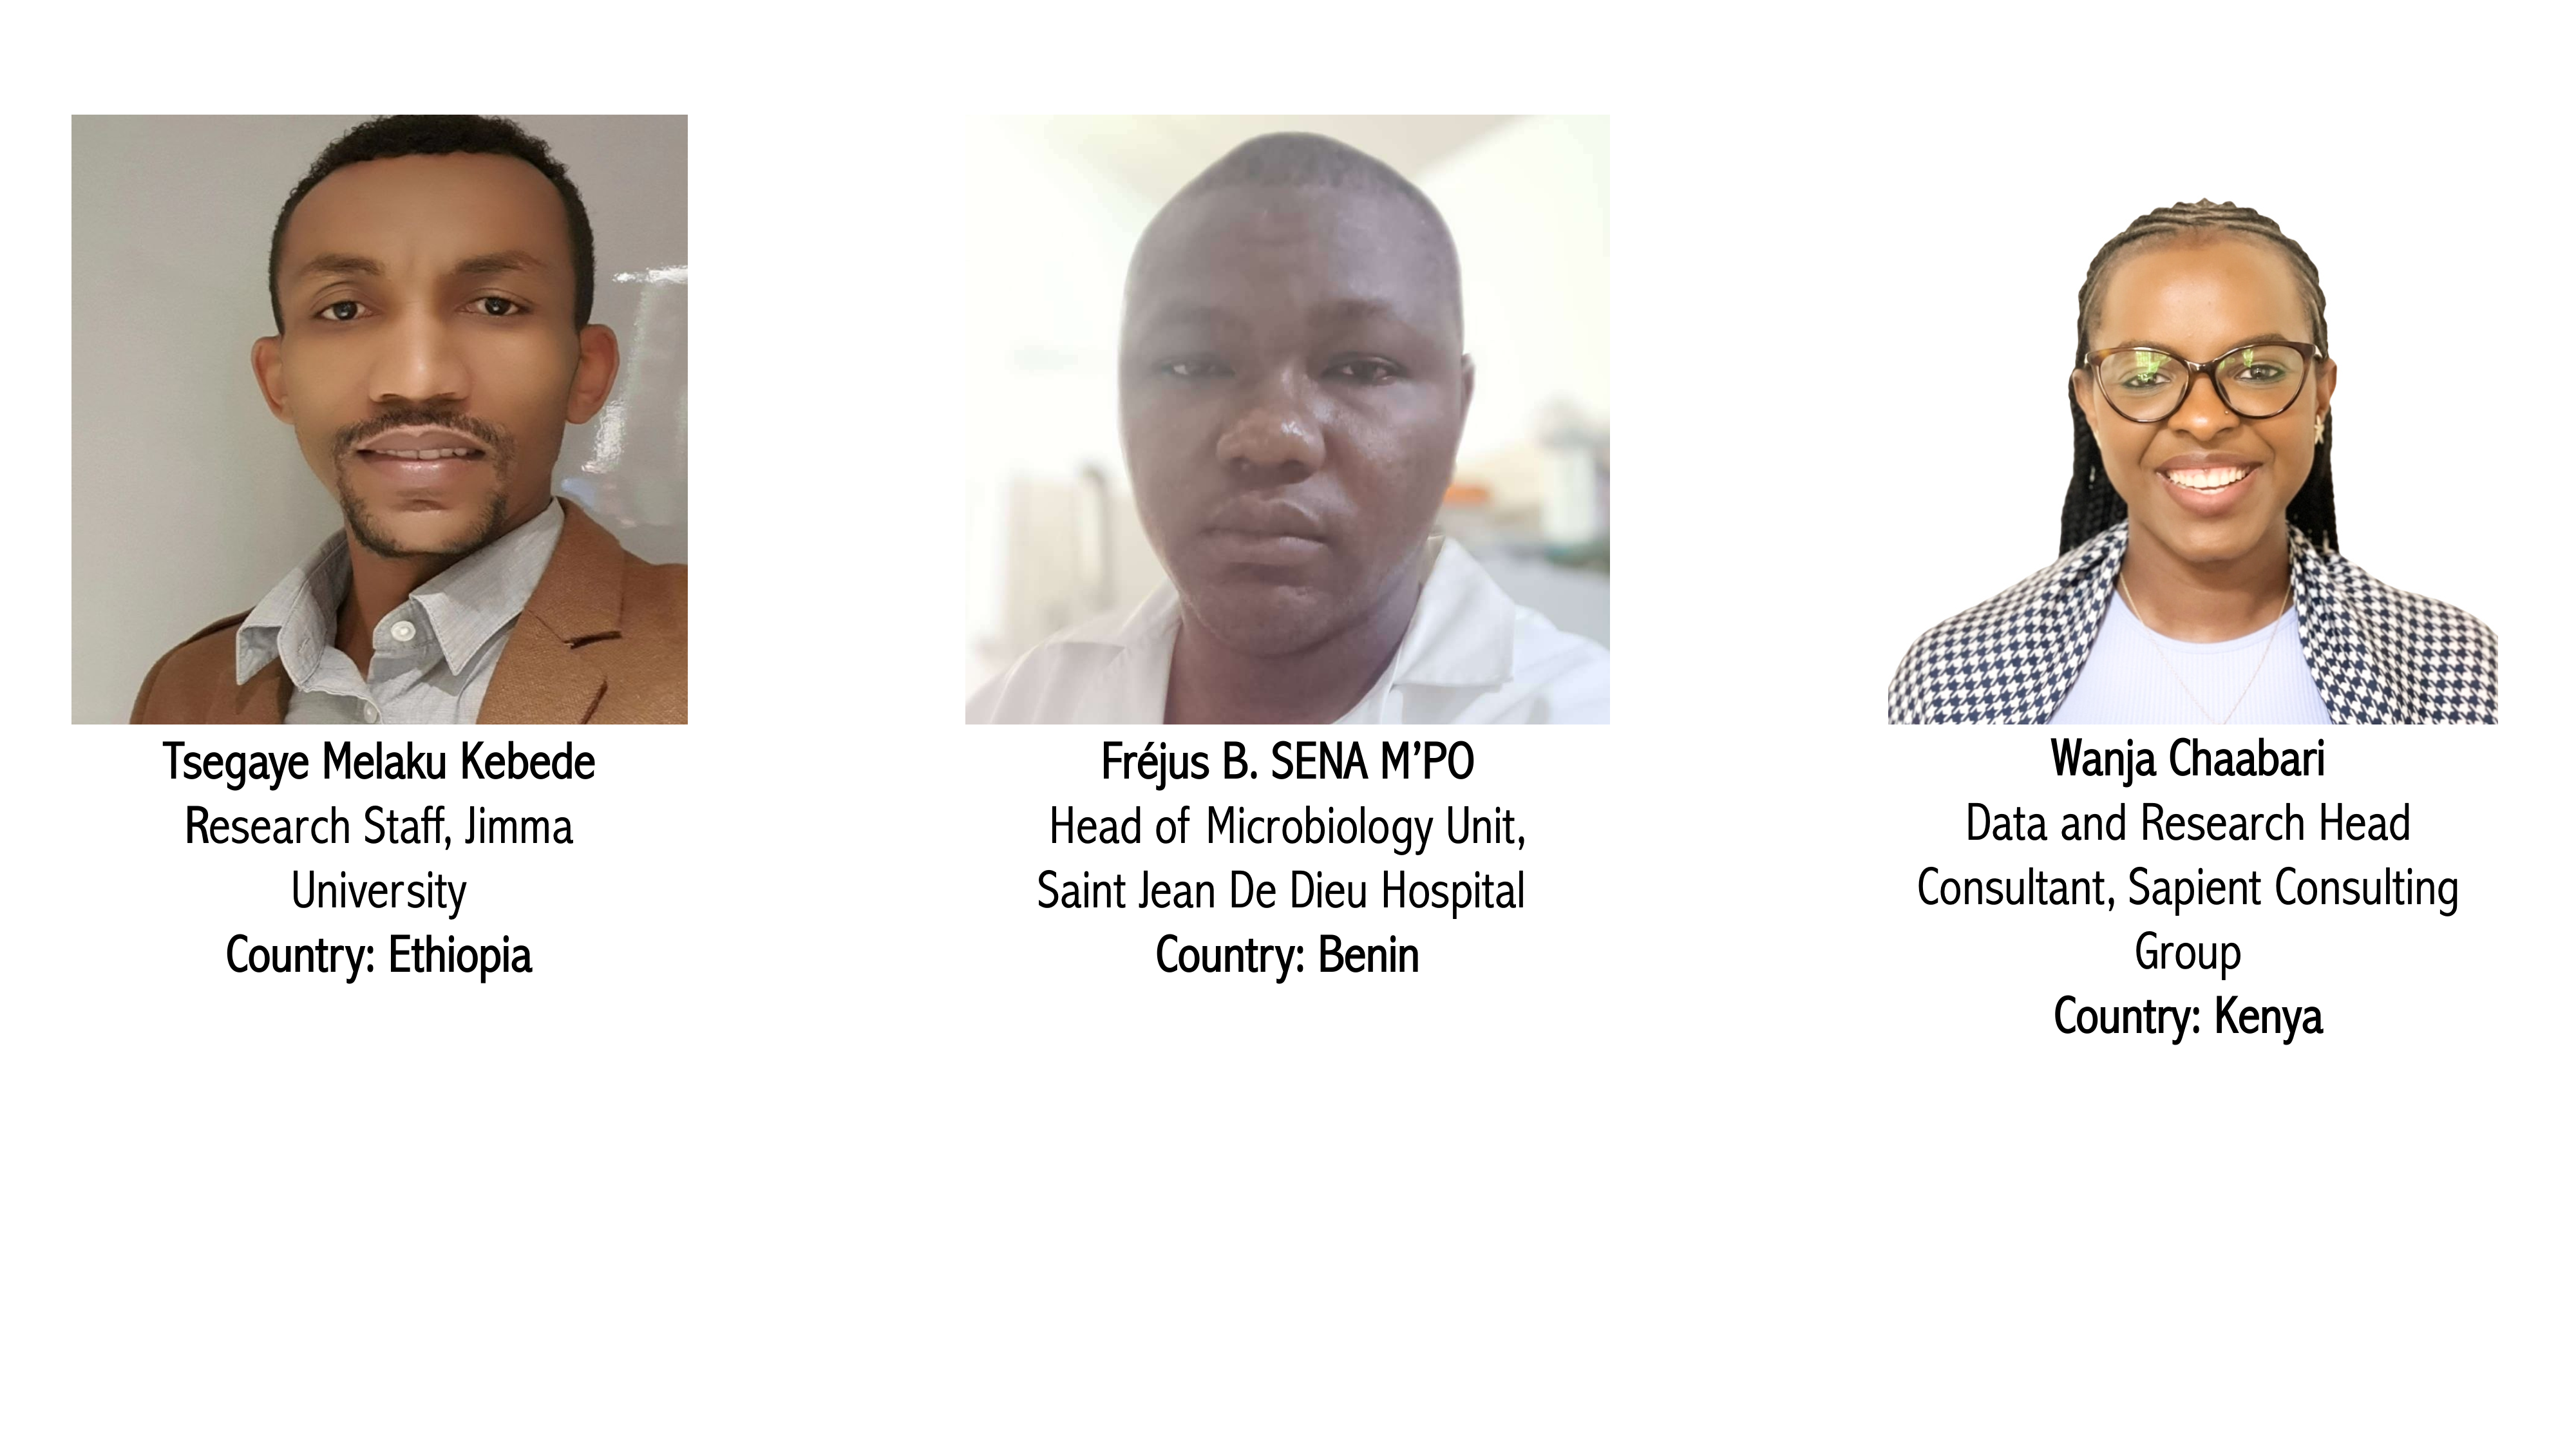 Tsegaye Melaku Kebede
Research Staff, Jimma
University
Country: Ethiopia
Fréjus B. SENA M’PO
Head of Microbiology Unit,
Saint Jean De Dieu Hospital
Country: Benin
Wanja Chaabari
Data and Research Head
Consultant, Sapient Consulting
Group
Country: Kenya